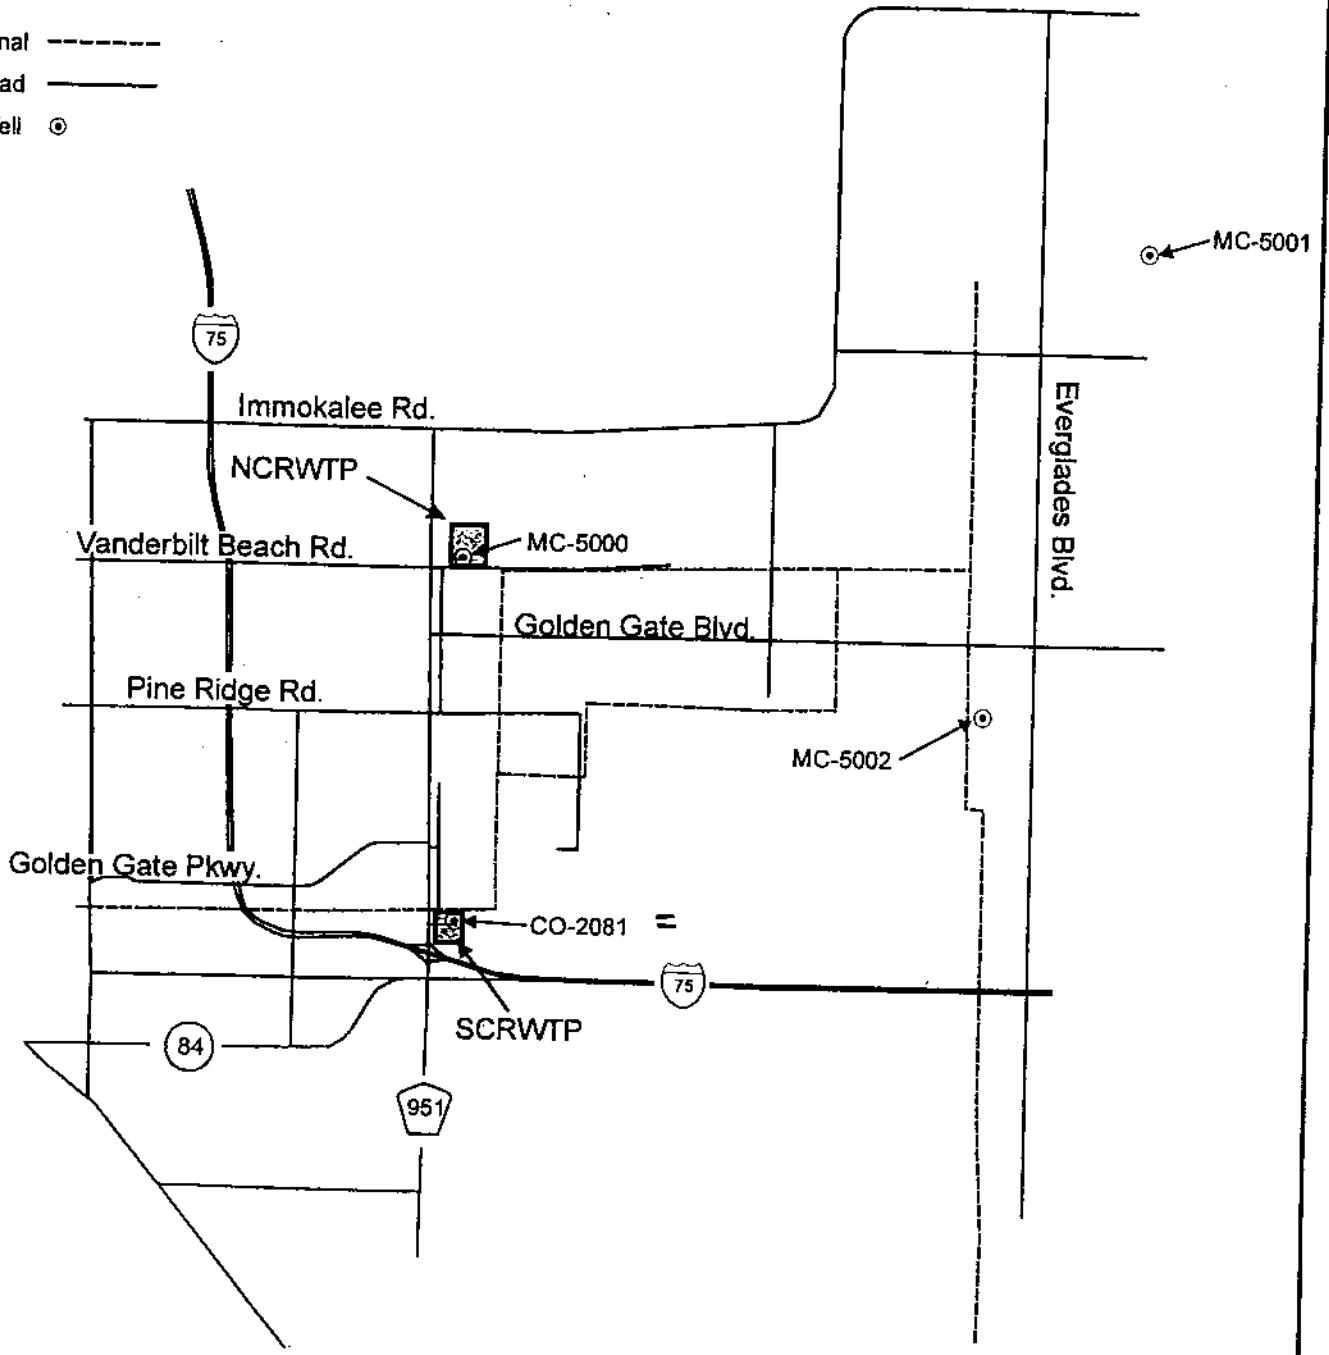 nal
ad
ell
MC-5001
75
Everglades Blvd.
Immokalee Rd.
NCRWTP
Vanderbilt Beach Rd.
MC-5000
Golden Gate Blvd.
Pine Ridge Rd.
MC-5002
Golden Gate Pkwy.
CO-2081 =
75
SCRWTP
84
951